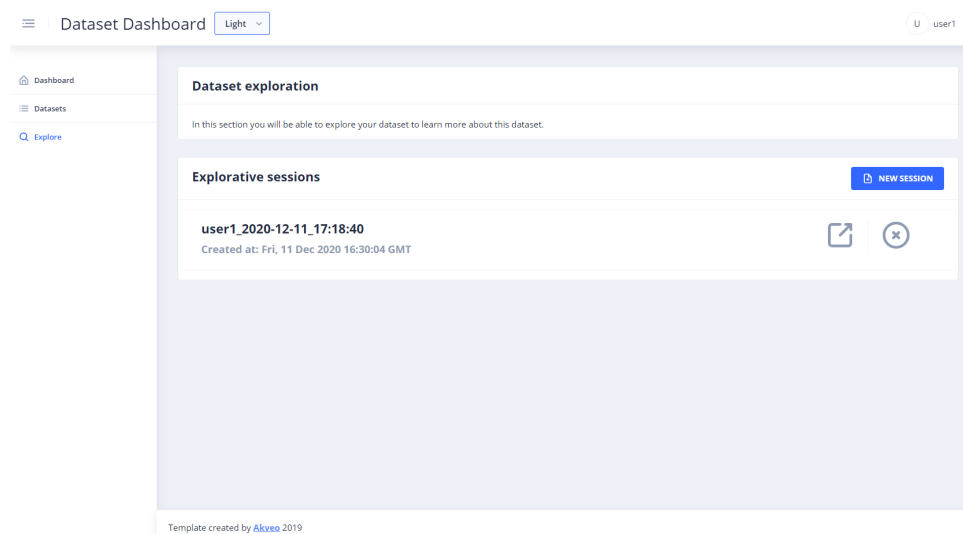 Dataset Dashboard Light U user1
Dashboard
Datasets
Explore
Dataset exploration
In this section you will be able to explore your dataset to learn more about this dataset.
Explorative sessions
NEW SESSION
user1_2020-12-11_17:18:40
Created at: Fri, 11 Dec 2020 16:30:04 GMT
Template created by Akveo 2019